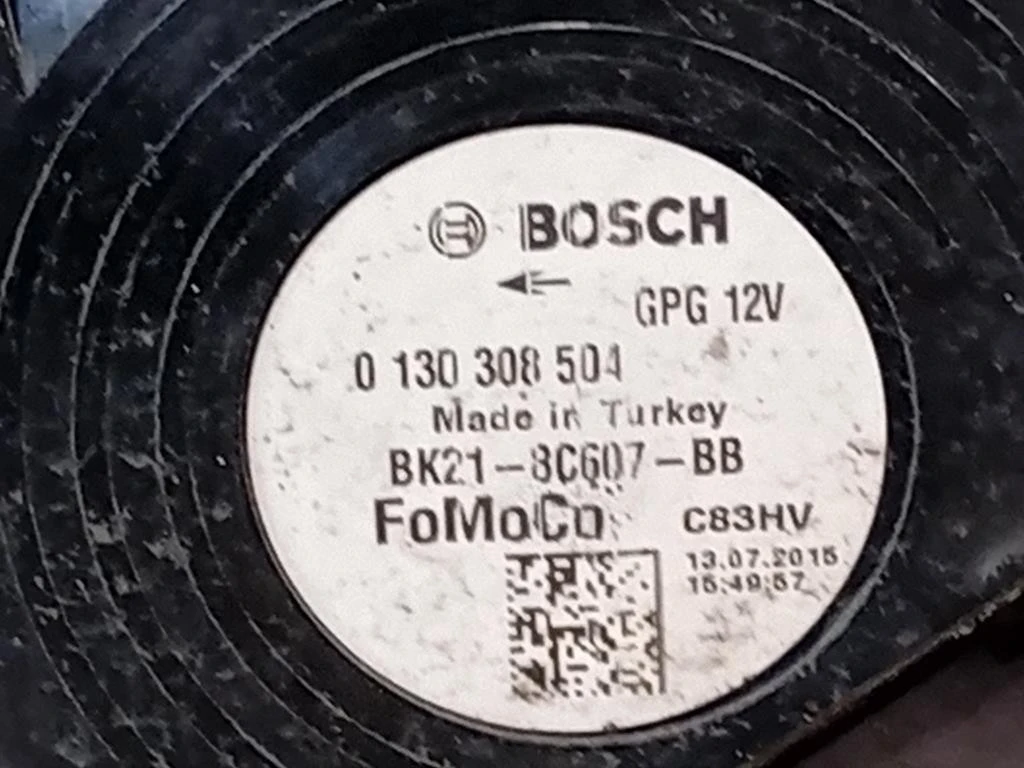 BOSCH
GPG 12V
0 130 308 504
Made in Turkey
BK21-8C607-BB
FoMoCo C83HV
13.07.2015
15:49:57